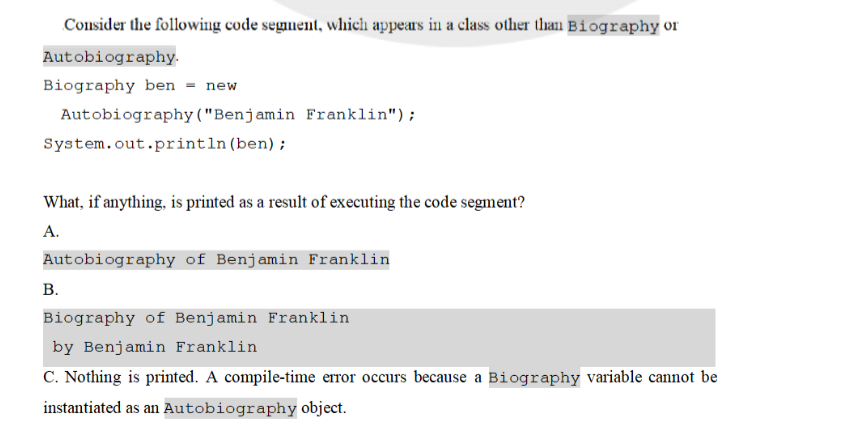 Consider the following code segment, which appears in a class other than Biography or
Autobiography.
Biography ben = new
Autobiography("Benjamin Franklin");
System.out.println(ben);
What, if anything, is printed as a result of executing the code segment?
A.
Autobiography of Benjamin Franklin
B.
Biography of Benjamin Franklin
by Benjamin Franklin
C. Nothing is printed. A compile-time error occurs because a Biography variable cannot be
instantiated as an Autobiography object.